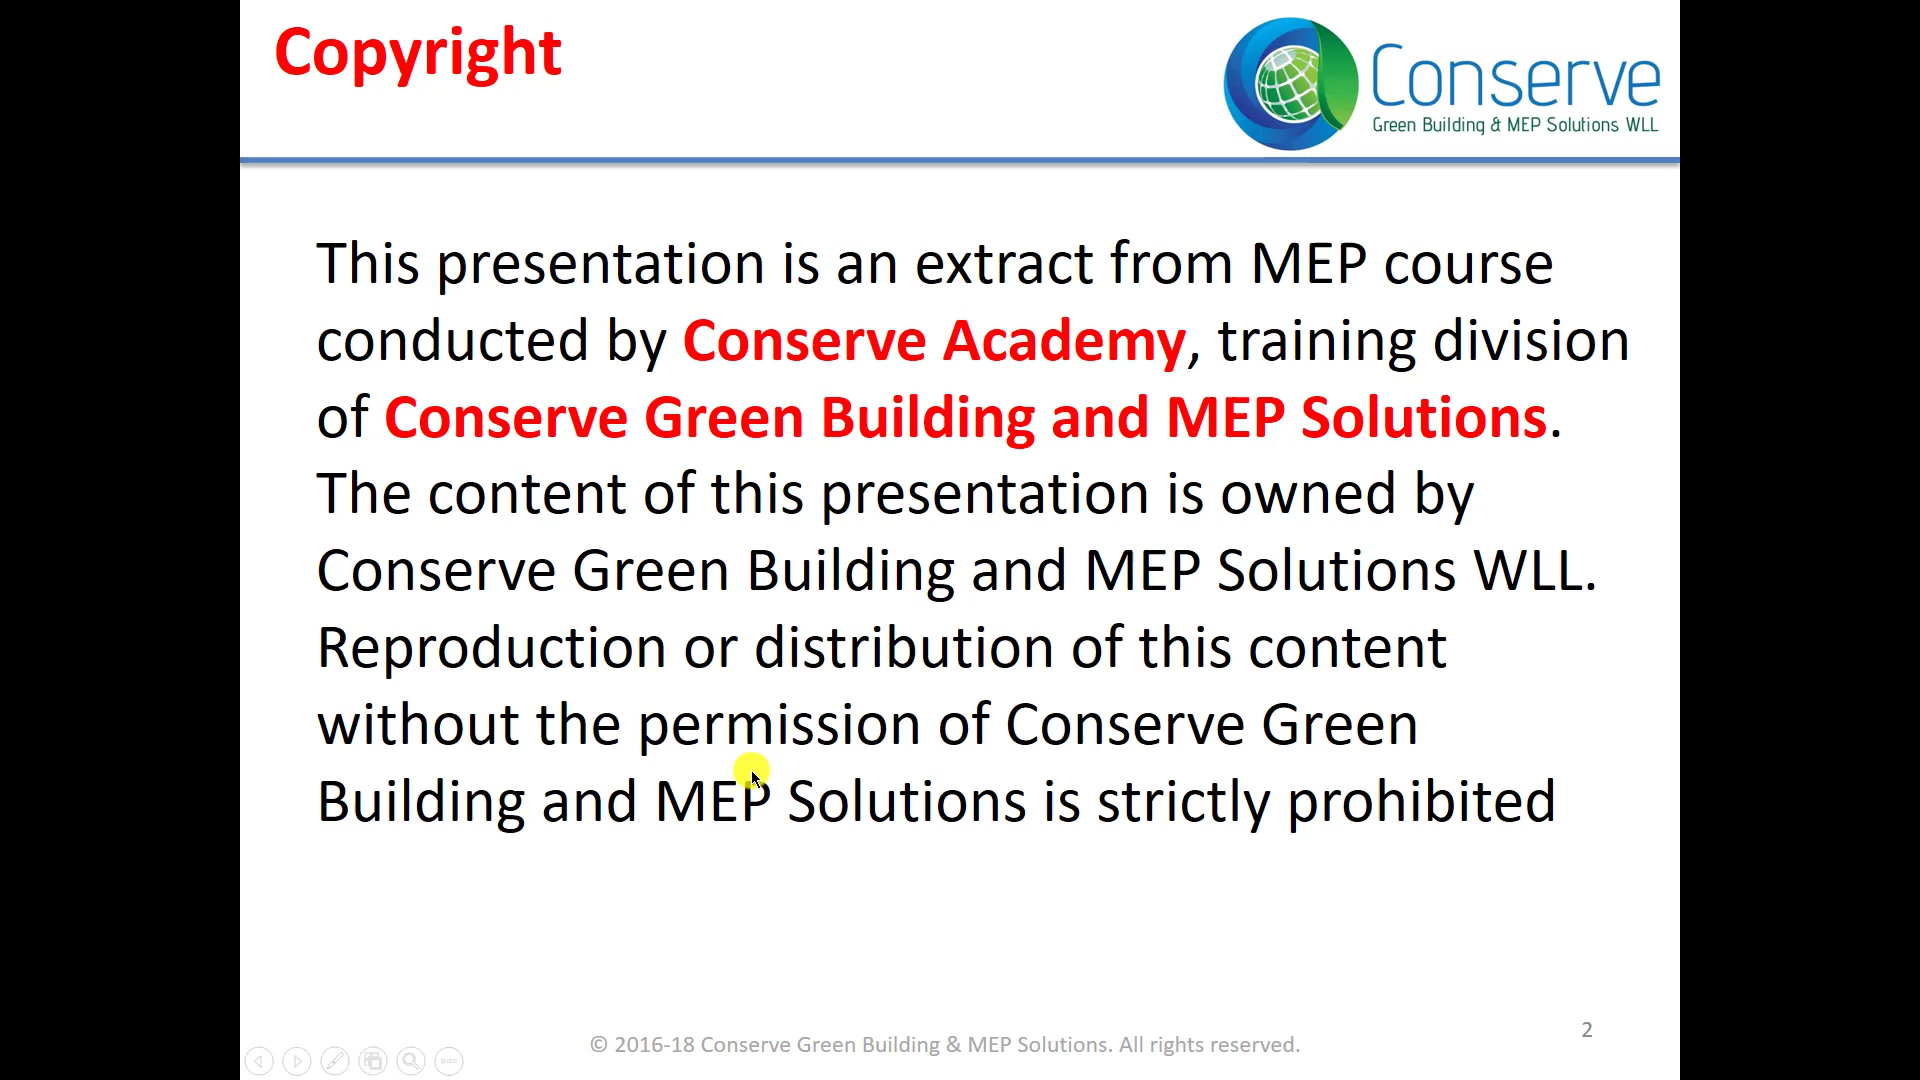 Copyright
Conserve
Green Building & MEP Solutions WLL
This presentation is an extract from MEP course
conducted by Conserve Academy, training division
of Conserve Green Building and MEP Solutions.
The content of this presentation is owned by
Conserve Green Building and MEP Solutions WLL.
Reproduction or distribution of this content
without the permission of Conserve Green
Building and MEP Solutions is strictly prohibited
© 2016-18 Conserve Green Building & MEP Solutions. All rights reserved.
2